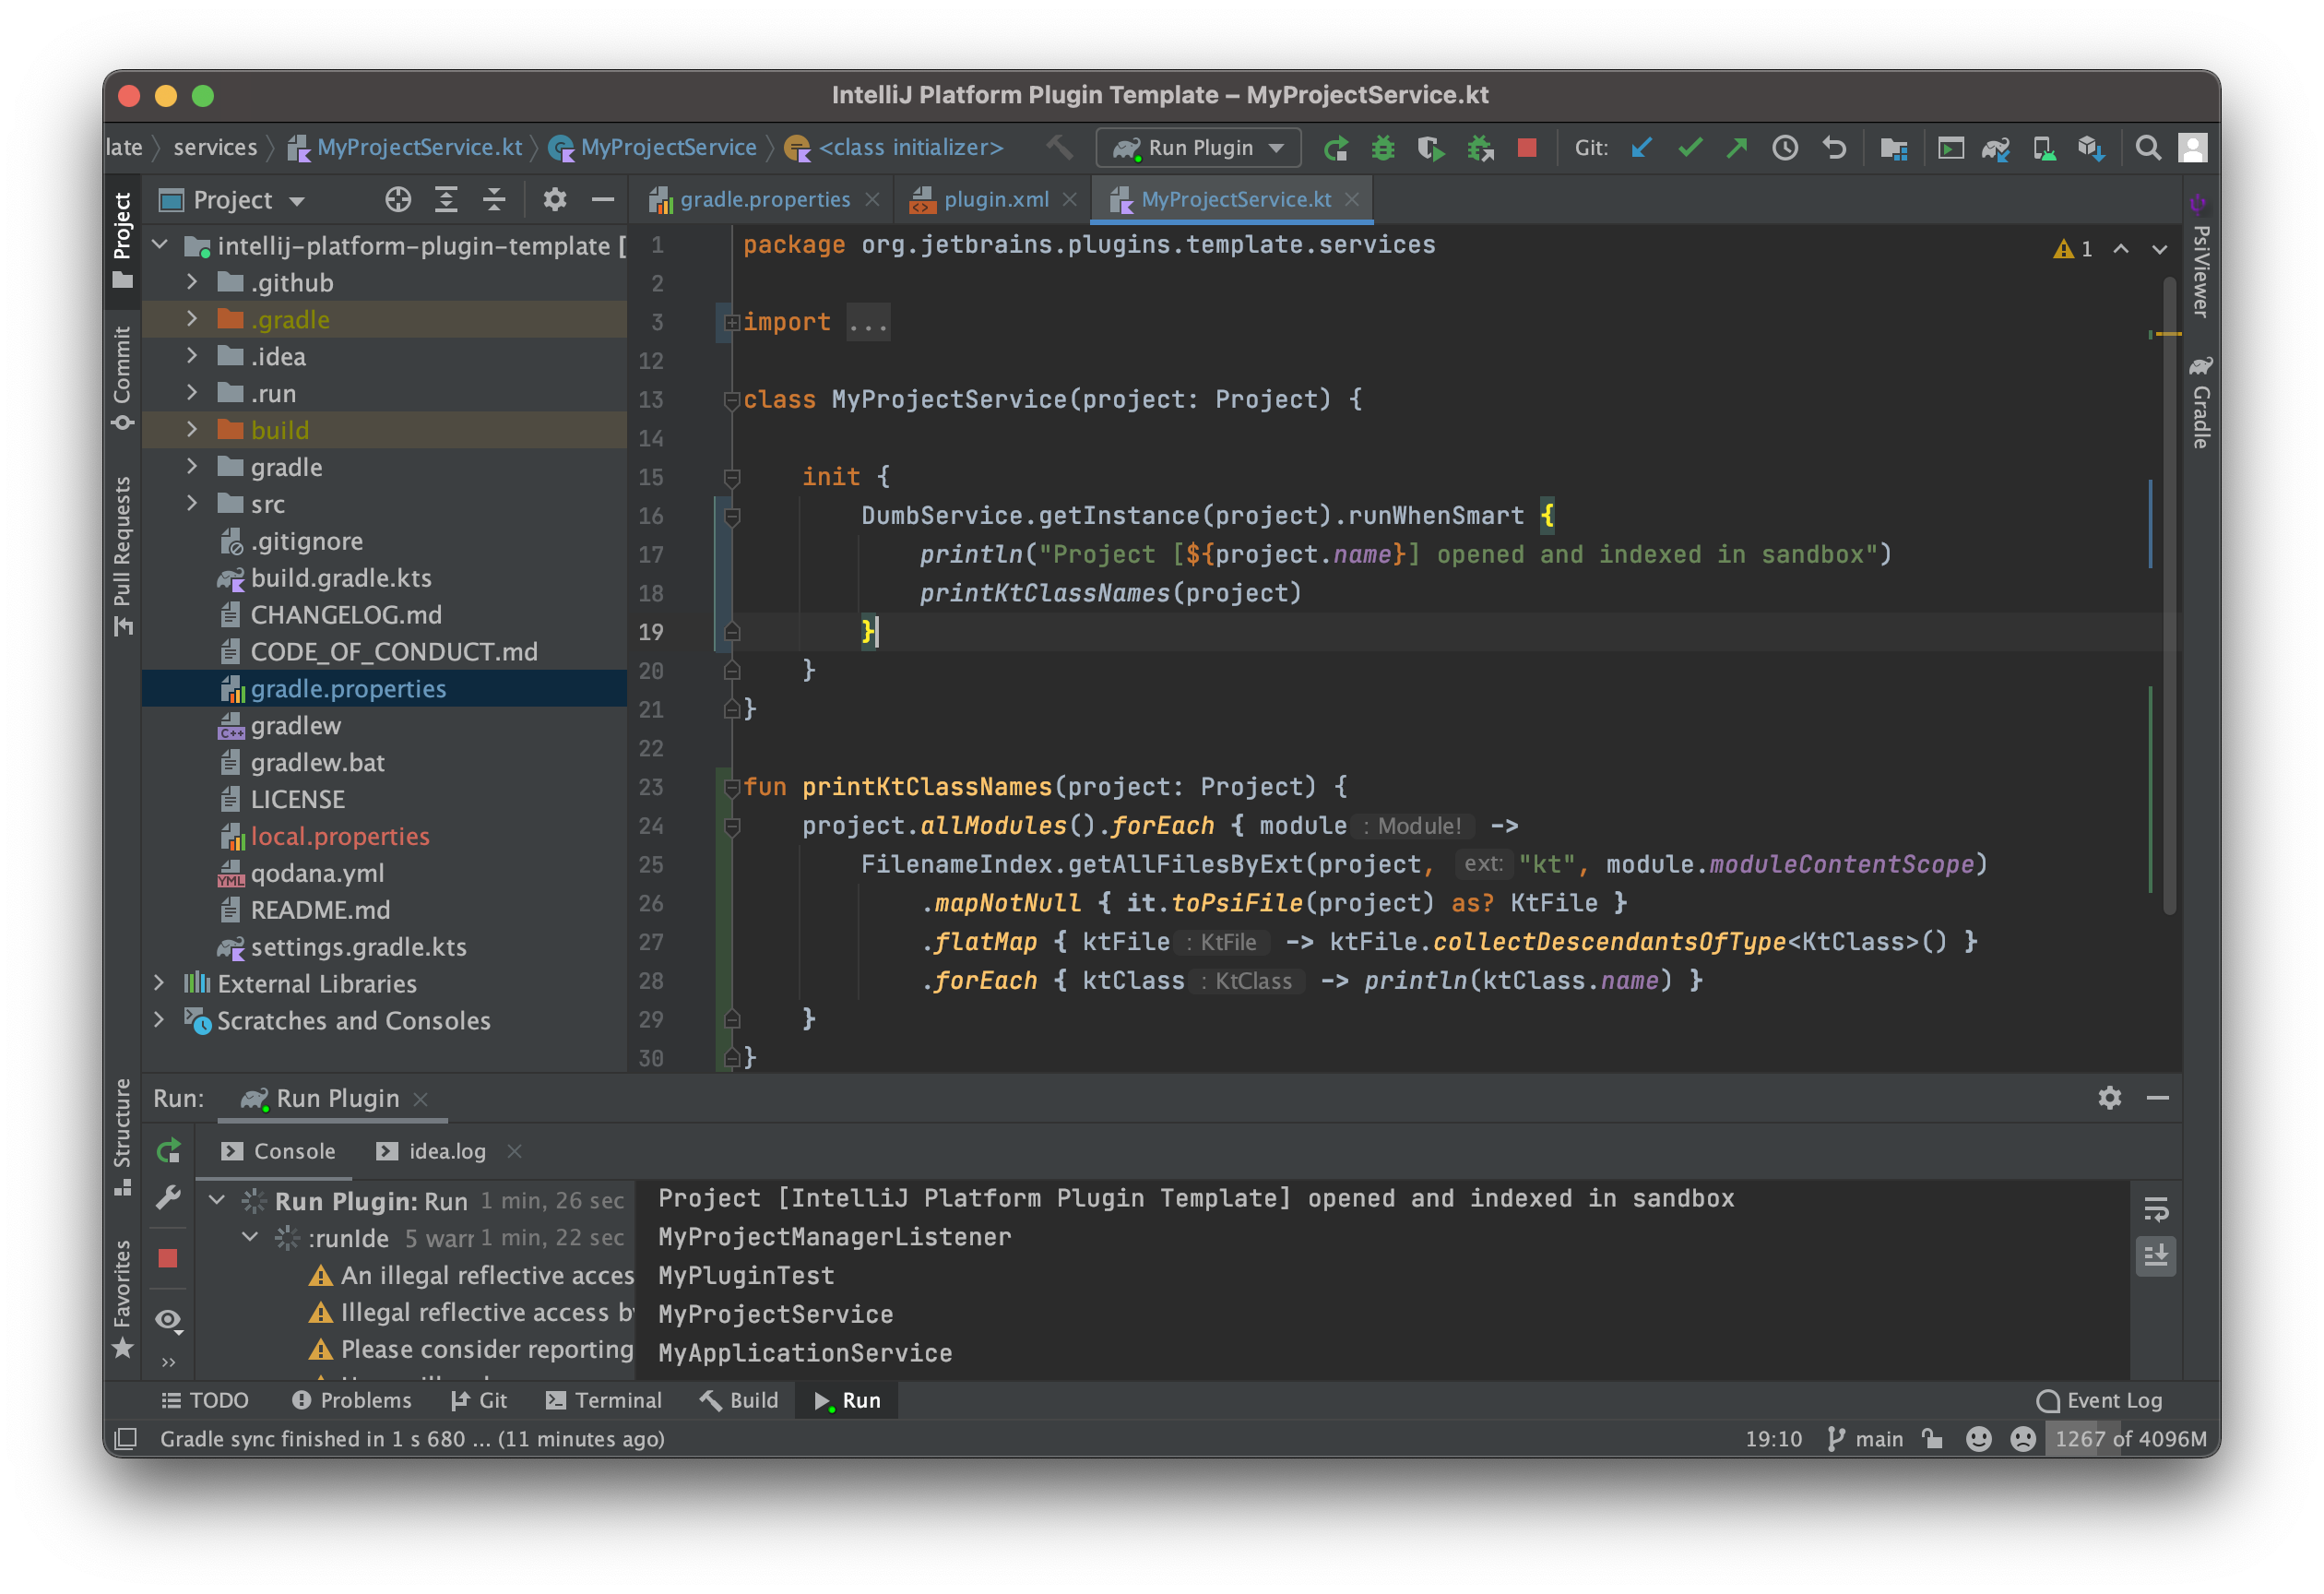 IntelliJ Platform Plugin Template – MyProjectService.kt
late services MyProjectService.kt MyProjectService <class initializer> Run Plugin Git:
Project
Commit
Pull Requests
Structure
Favorites
Project
intellij-platform-plugin-template [
.github
.gradle
.idea
.run
build
gradle
src
.gitignore
build.gradle.kts
CHANGELOG.md
CODE_OF_CONDUCT.md
gradle.properties
gradlew
gradlew.bat
LICENSE
local.properties
qodana.yml
README.md
settings.gradle.kts
External Libraries
Scratches and Consoles
gradle.properties plugin.xml MyProjectService.kt
1 package org.jetbrains.plugins.template.services
2
3 import ...
12
13 class MyProjectService(project: Project) {
14
15 init {
16 DumbService.getInstance(project).runWhenSmart {
17 println("Project [${project.name}] opened and indexed in sandbox")
18 printKtClassNames(project)
19 }
20 }
21 }
22
23 fun printKtClassNames(project: Project) {
24 project.allModules().forEach { module : Module! ->
25 FilenameIndex.getAllFilesByExt(project, ext: "kt", module.moduleContentScope)
26 .mapNotNull { it.toPsiFile(project) as? KtFile }
27 .flatMap { ktFile : KtFile -> ktFile.collectDescendantsOfType<KtClass>() }
28 .forEach { ktClass : KtClass -> println(ktClass.name) }
29 }
30 }
1
PsiViewer
Gradle
Run: Run Plugin
Console idea.log
Run Plugin: Run 1 min, 26 sec
:runIde 5 warr 1 min, 22 sec
An illegal reflective acces
Illegal reflective access b
Please consider reporting
Project [IntelliJ Platform Plugin Template] opened and indexed in sandbox
MyProjectManagerListener
MyPluginTest
MyProjectService
MyApplicationService
TODO Problems Git Terminal Build Run Event Log
Gradle sync finished in 1 s 680 ... (11 minutes ago) 19:10 main 1267 of 4096M